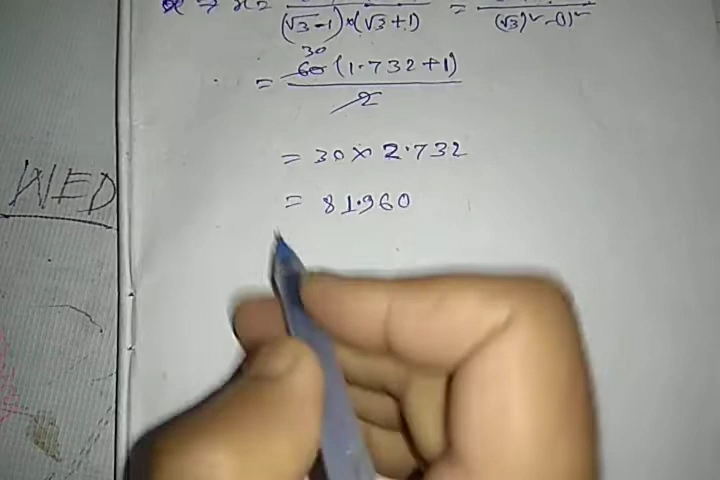 x → x = / (√3-1)×(√3+1) = / (√3)² - (1)²
30
= 60 (1.732+1) / 2
WED
= 30 × 2.732
= 81.960